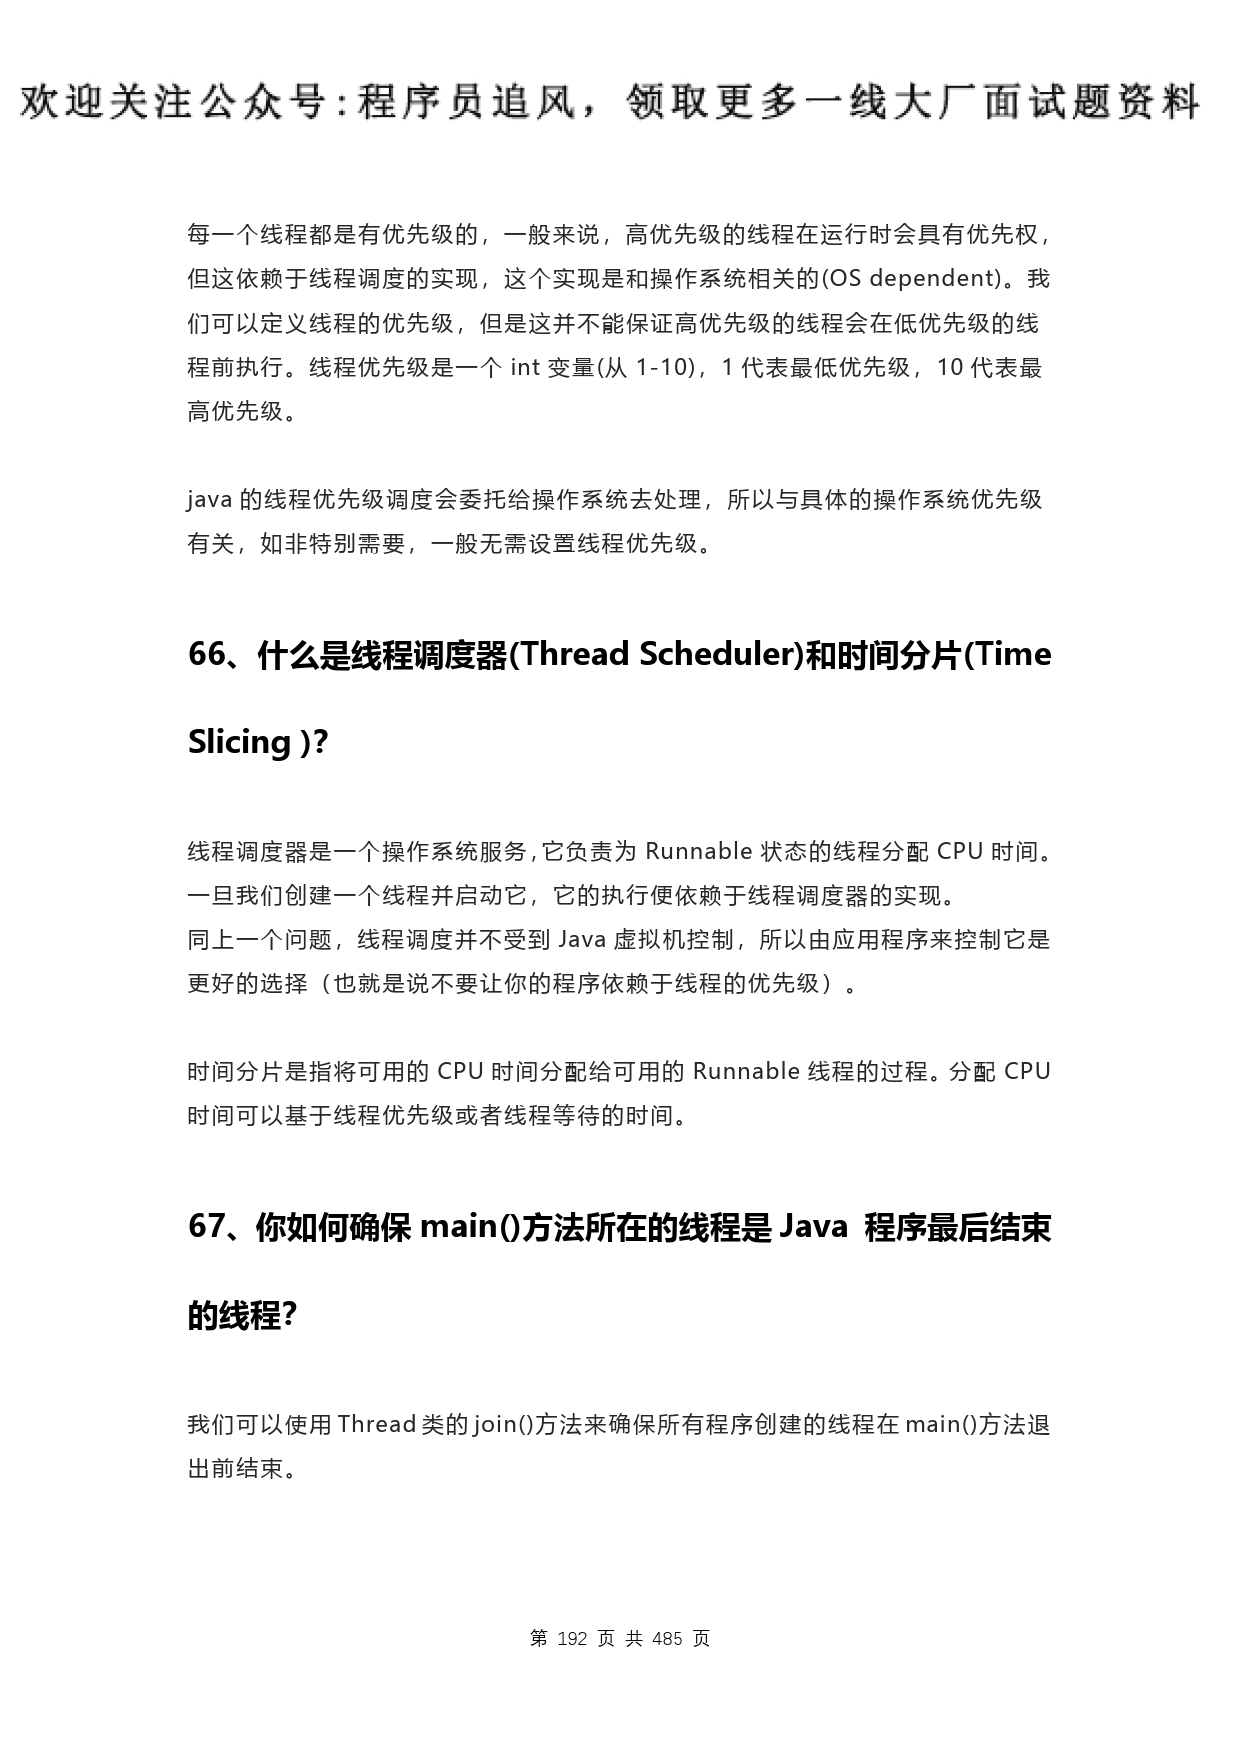 欢迎关注公众号:程序员追风，领取更多一线大厂面试题资料
每一个线程都是有优先级的，一般来说，高优先级的线程在运行时会具有优先权，
但这依赖于线程调度的实现，这个实现是和操作系统相关的(OS dependent)。我
们可以定义线程的优先级，但是这并不能保证高优先级的线程会在低优先级的线
程前执行。线程优先级是一个 int 变量(从 1-10)，1 代表最低优先级，10 代表最
高优先级。
java 的线程优先级调度会委托给操作系统去处理，所以与具体的操作系统优先级
有关，如非特别需要，一般无需设置线程优先级。
66、什么是线程调度器(Thread Scheduler)和时间分片(Time
Slicing )?
线程调度器是一个操作系统服务，它负责为 Runnable 状态的线程分配 CPU 时间。
一旦我们创建一个线程并启动它，它的执行便依赖于线程调度器的实现。
同上一个问题，线程调度并不受到 Java 虚拟机控制，所以由应用程序来控制它是
更好的选择（也就是说不要让你的程序依赖于线程的优先级）。
时间分片是指将可用的 CPU 时间分配给可用的 Runnable 线程的过程。分配 CPU
时间可以基于线程优先级或者线程等待的时间。
67、你如何确保 main()方法所在的线程是 Java 程序最后结束
的线程?
我们可以使用 Thread 类的 join()方法来确保所有程序创建的线程在 main()方法退
出前结束。
第 192 页 共 485 页